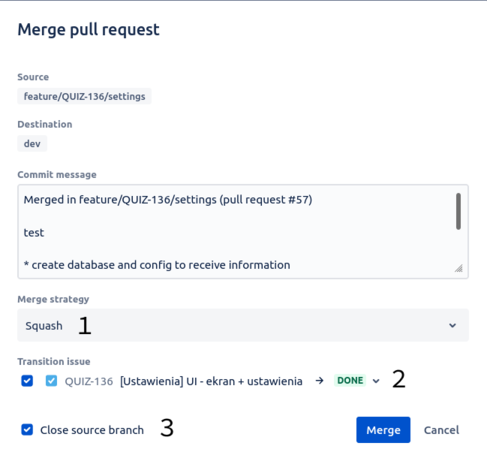 Merge pull request
Source
feature/QUIZ-136/settings
Destination
dev
Commit message
Merged in feature/QUIZ-136/settings (pull request #57)
test
* create database and config to receive information
Merge strategy
Squash 1
Transition issue
QUIZ-136 [Ustawienia] UI - ekran + ustawienia → DONE 2
Close source branch 3
Merge Cancel